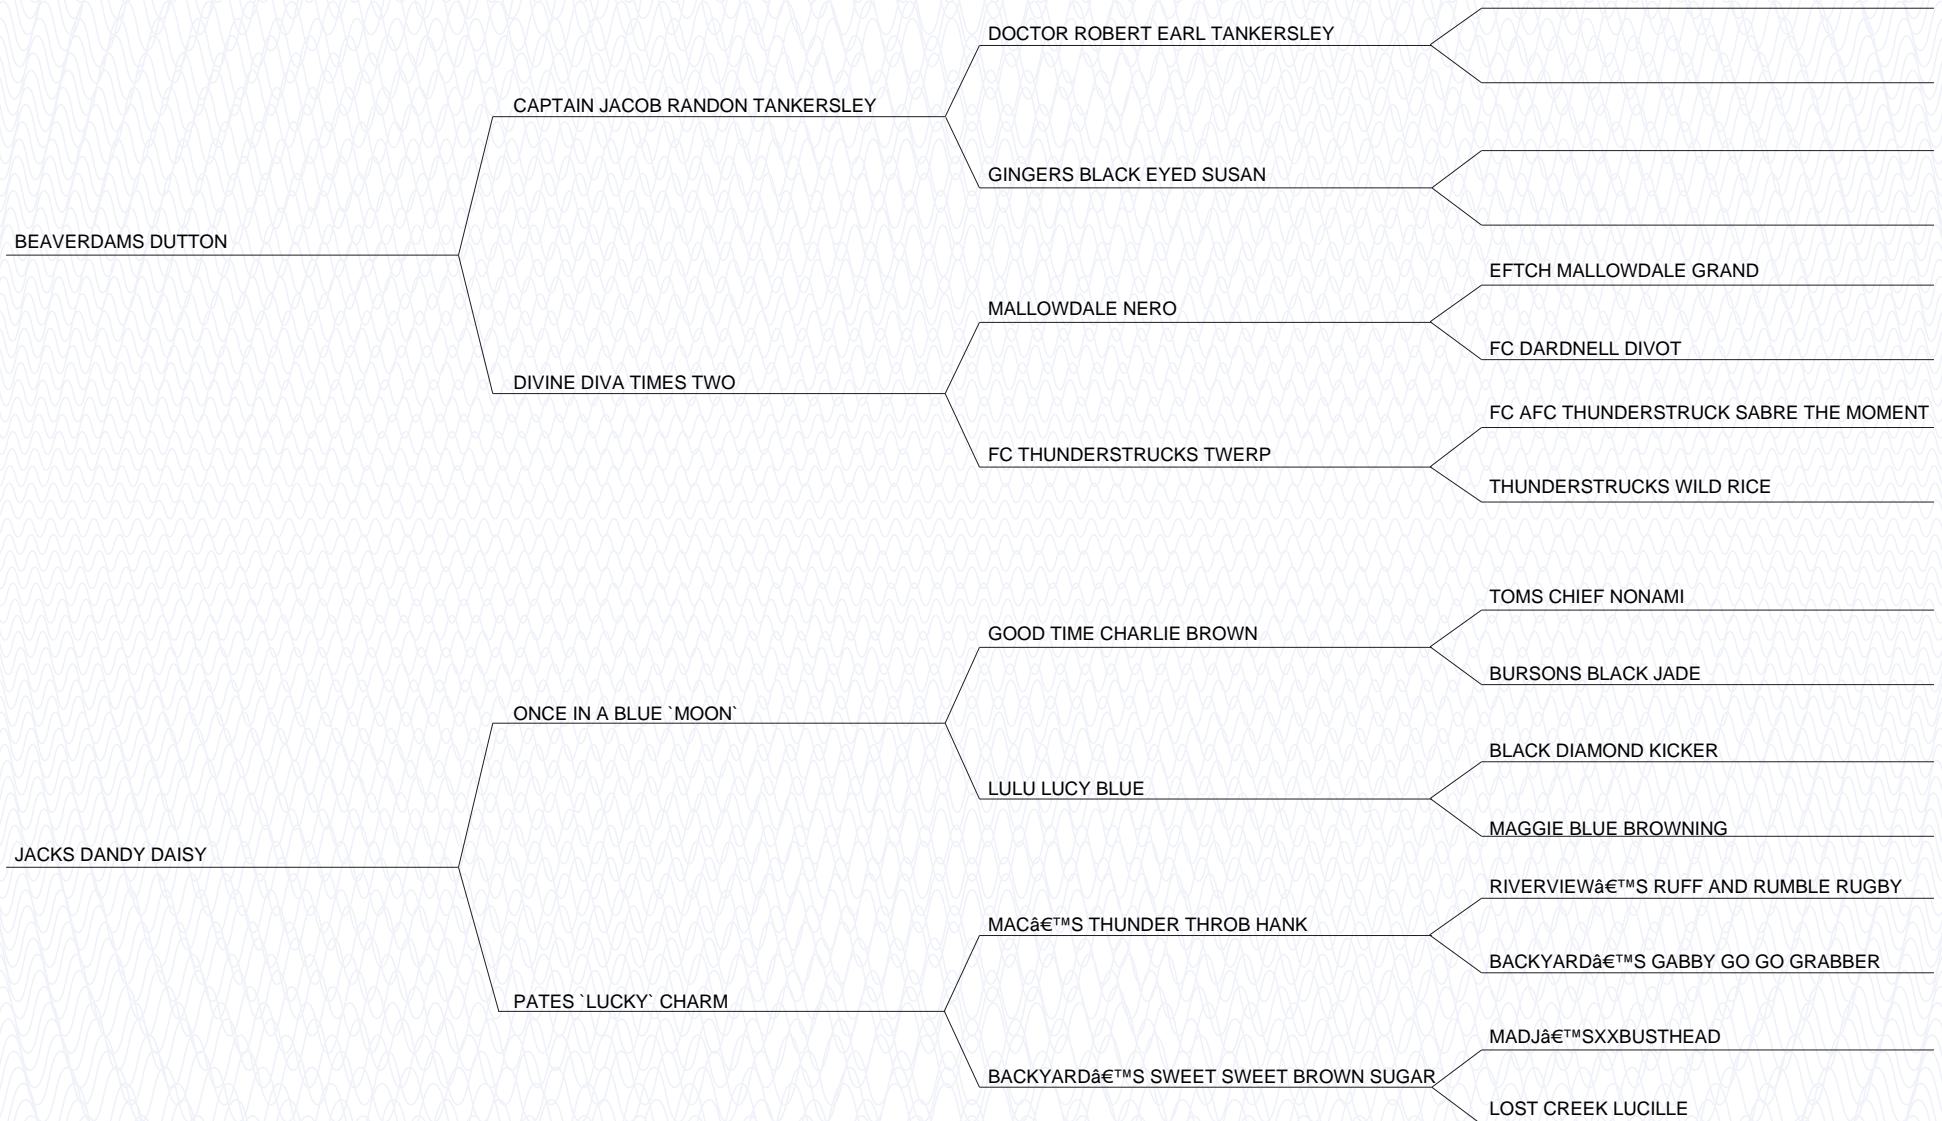 DOCTOR ROBERT EARL TANKERSLEY
CAPTAIN JACOB RANDON TANKERSLEY
GINGERS BLACK EYED SUSAN
BEAVERDAMS DUTTON
EFTCH MALLOWDALE GRAND
MALLOWDALE NERO
FC DARDNELL DIVOT
DIVINE DIVA TIMES TWO
FC AFC THUNDERSTRUCK SABRE THE MOMENT
FC THUNDERSTRUCKS TWERP
THUNDERSTRUCKS WILD RICE
TOMS CHIEF NONAMI
GOOD TIME CHARLIE BROWN
BURSONS BLACK JADE
ONCE IN A BLUE `MOON`
BLACK DIAMOND KICKER
LULU LUCY BLUE
MAGGIE BLUE BROWNING
JACKS DANDY DAISY
RIVERVIEWâ€™S RUFF AND RUMBLE RUGBY
MACâ€™S THUNDER THROB HANK
BACKYARDâ€™S GABBY GO GO GRABBER
PATES `LUCKY` CHARM
MADJâ€™SXXBUSTHEAD
BACKYARDâ€™S SWEET SWEET BROWN SUGAR
LOST CREEK LUCILLE